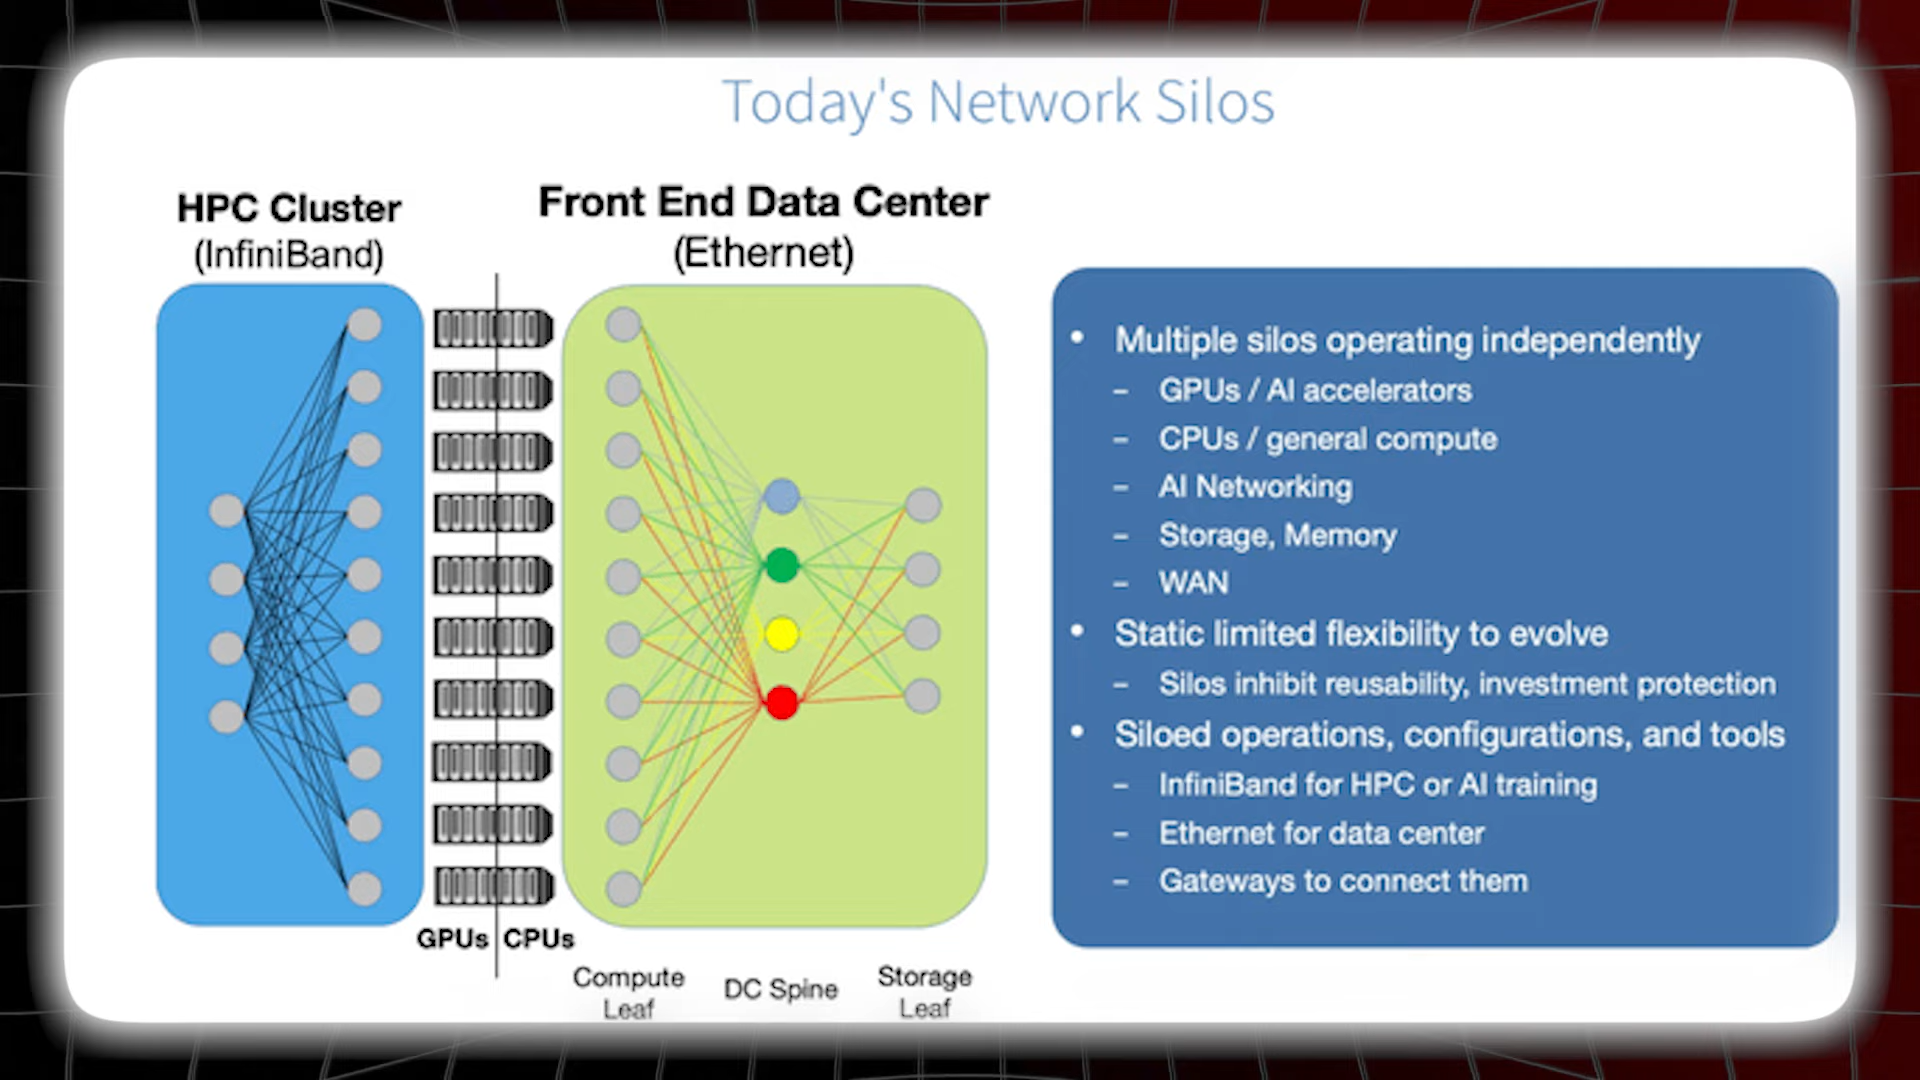 Today's Network Silos
HPC Cluster
(InfiniBand)
Front End Data Center
(Ethernet)
GPUs
CPUs
Compute
Leaf
DC Spine
Storage
Leaf
• Multiple silos operating independently
– GPUs / AI accelerators
– CPUs / general compute
– AI Networking
– Storage, Memory
– WAN
• Static limited flexibility to evolve
– Silos inhibit reusability, investment protection
• Siloed operations, configurations, and tools
– InfiniBand for HPC or AI training
– Ethernet for data center
– Gateways to connect them